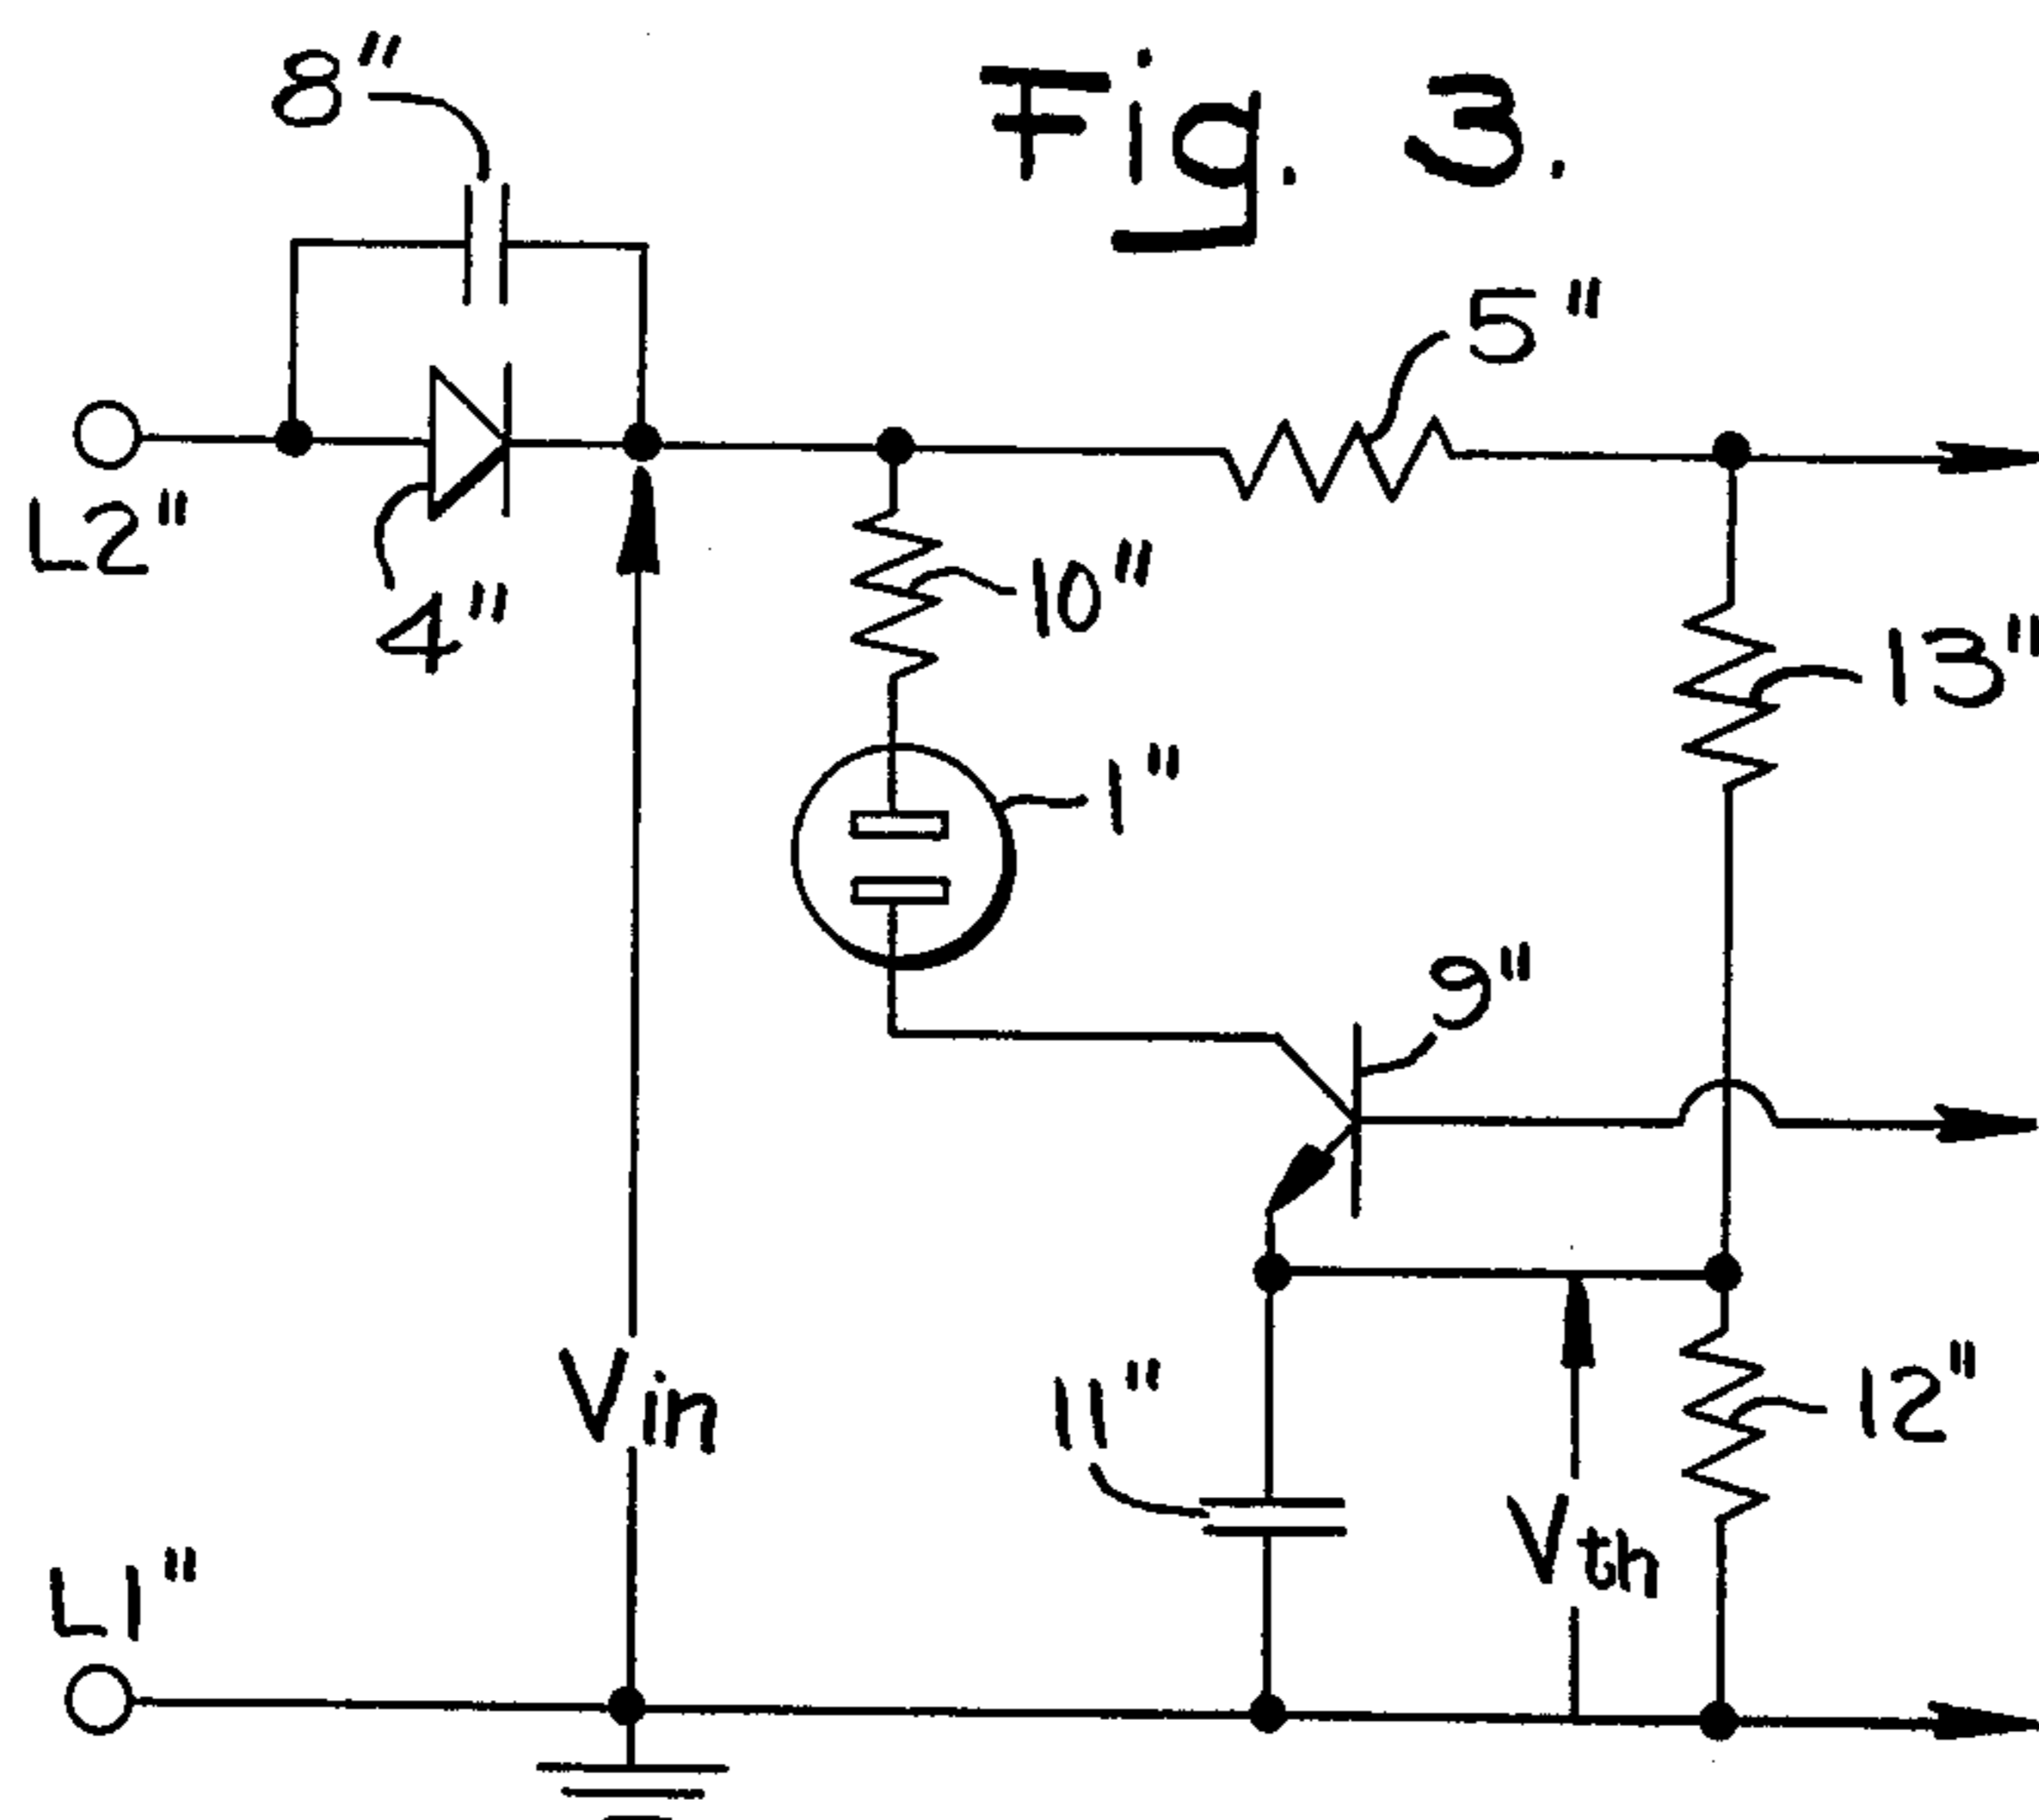 8"
Fig. 3.
5"
L2"
4"
10"
13"
1"
9"
Vin
11"
12"
Vth
L1"